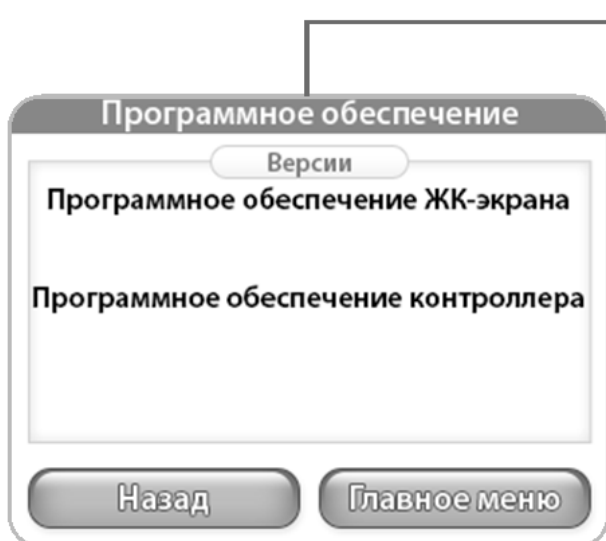 Программное обеспечение
Версии
Программное обеспечение ЖК-экрана
Программное обеспечение контроллера
Назад
Главное меню